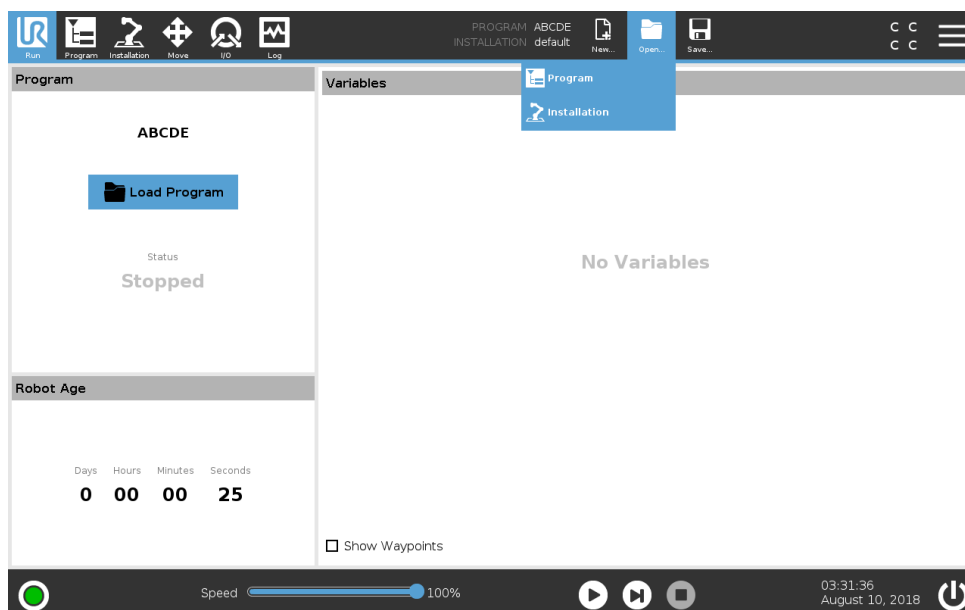 UR
Run
Program
Installation
Move
I/O
Log
PROGRAM ABCDE
INSTALLATION default
New...
Open...
Save...
C C
C C
Program
Installation
Program
ABCDE
Load Program
Status
Stopped
Variables
No Variables
Show Waypoints
Robot Age
Days Hours Minutes Seconds
0 00 00 25
Speed 100%
03:31:36
August 10, 2018